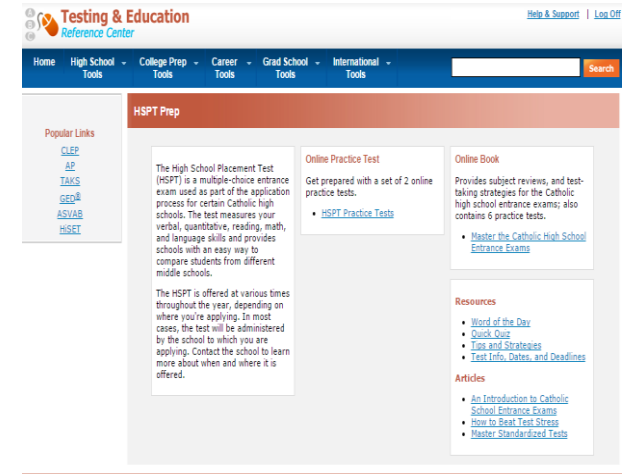 Testing & Education
Reference Center
Help & Support | Log Off
Home
High School Tools
College Prep Tools
Career Tools
Grad School Tools
International Tools
Search
Popular Links
CLEP
AP
TAKS
GED®
ASVAB
HiSET
HSPT Prep
The High School Placement Test
(HSPT) is a multiple-choice entrance
exam used as part of the application
process for certain Catholic high
schools. The test measures your
verbal, quantitative, reading, math,
and language skills and provides
schools with an easy way to
compare students from different
middle schools.
The HSPT is offered at various times
throughout the year, depending on
where you're applying. In most
cases, the test will be administered
by the school to which you are
applying. Contact the school to learn
more about when and where it is
offered.
Online Practice Test
Get prepared with a set of 2 online
practice tests.
HSPT Practice Tests
Online Book
Provides subject reviews, and test-
taking strategies for the Catholic
high school entrance exams; also
contains 6 practice tests.
Master the Catholic High School
Entrance Exams
Resources
Word of the Day
Quick Quiz
Tips and Strategies
Test Info, Dates, and Deadlines
Articles
An Introduction to Catholic
School Entrance Exams
How to Beat Test Stress
Master Standardized Tests